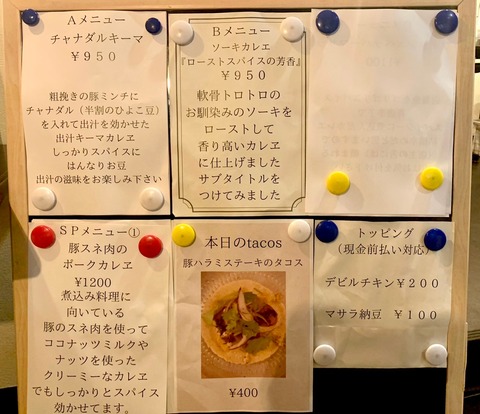 Aメニュー
チャナダルキーマ
￥950
粗挽きの豚ミンチに
チャナダル（半割のひよこ豆）
を入れて出汁を効かせた
出汁キーマカレヱ
しっかりスパイスに
はんなりお豆
出汁の滋味をお楽しみ下さい
Bメニュー
ソーキカレヱ
『ローストスパイスの芳香』
￥950
軟骨トロトロの
お馴染みのソーキを
ローストして
香り高いカレヱ
に仕上げました
サブタイトルを
つけてみました
SPメニュー①
豚スネ肉の
ポークカレヱ
¥1200
煮込み料理に
向いている
豚のスネ肉を使って
ココナッツミルクや
ナッツを使った
クリーミーなカレヱ
でもしっかりとスパイス
効かせてます。
本日のtacos
豚ハラミステーキのタコス
¥400
トッピング
（現金前払い対応）
デビルチキン￥200
マサラ納豆 ￥100